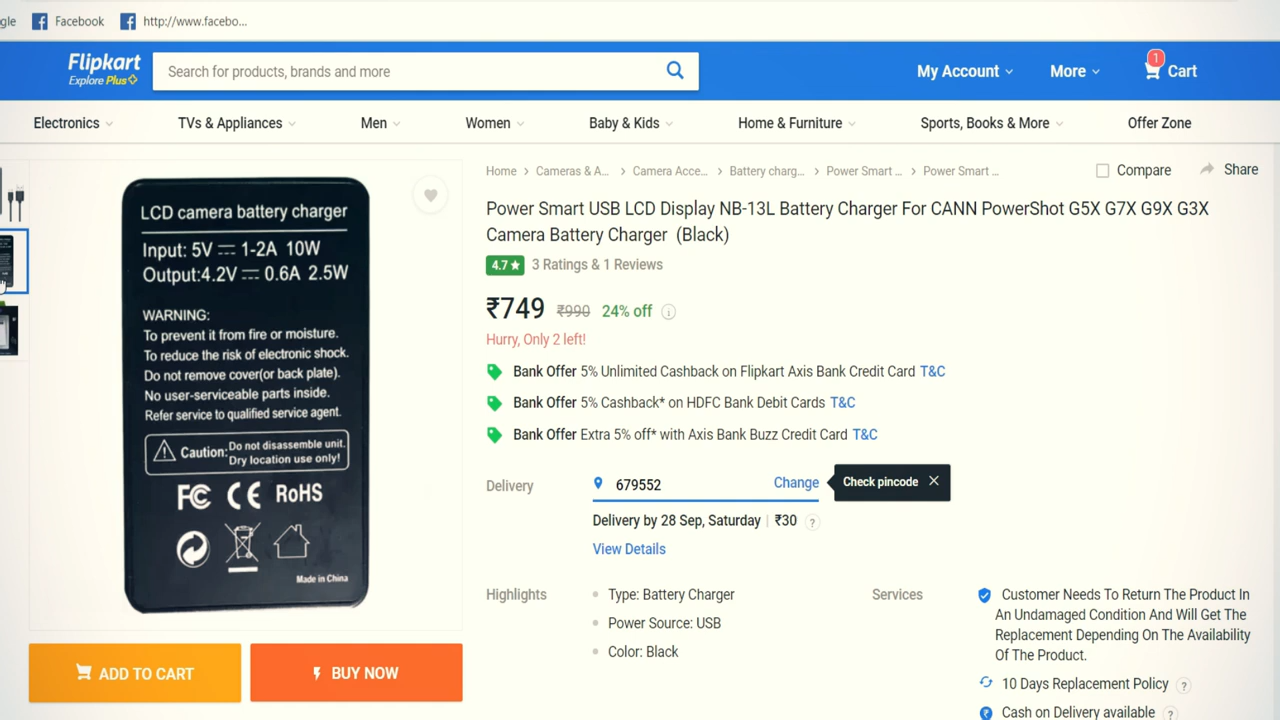 gle Facebook http://www.facebo...
Flipkart
Explore Plus
Search for products, brands and more
My Account
More
1
Cart
Electronics
TVs & Appliances
Men
Women
Baby & Kids
Home & Furniture
Sports, Books & More
Offer Zone
Home > Cameras & A... > Camera Acce... > Battery charg... > Power Smart ... > Power Smart ...
Compare
Share
Power Smart USB LCD Display NB-13L Battery Charger For CANN PowerShot G5X G7X G9X G3X
Camera Battery Charger (Black)
4.7★ 3 Ratings & 1 Reviews
₹749 ₹990 24% off
Hurry, Only 2 left!
Bank Offer 5% Unlimited Cashback on Flipkart Axis Bank Credit Card T&C
Bank Offer 5% Cashback* on HDFC Bank Debit Cards T&C
Bank Offer Extra 5% off* with Axis Bank Buzz Credit Card T&C
Delivery
679552
Change
Check pincode ✕
Delivery by 28 Sep, Saturday | ₹30 ?
View Details
Highlights
Type: Battery Charger
Power Source: USB
Color: Black
Services
Customer Needs To Return The Product In
An Undamaged Condition And Will Get The
Replacement Depending On The Availability
Of The Product.
10 Days Replacement Policy ?
Cash on Delivery available ?
LCD camera battery charger
Input: 5V ⎓ 1-2A 10W
Output:4.2V ⎓ 0.6A 2.5W
WARNING:
To prevent it from fire or moisture.
To reduce the risk of electronic shock.
Do not remove cover(or back plate).
No user-serviceable parts inside.
Refer service to qualified service agent.
Caution: Do not disassemble unit.
Dry location use only!
FC CE RoHS
Made in China
ADD TO CART
BUY NOW